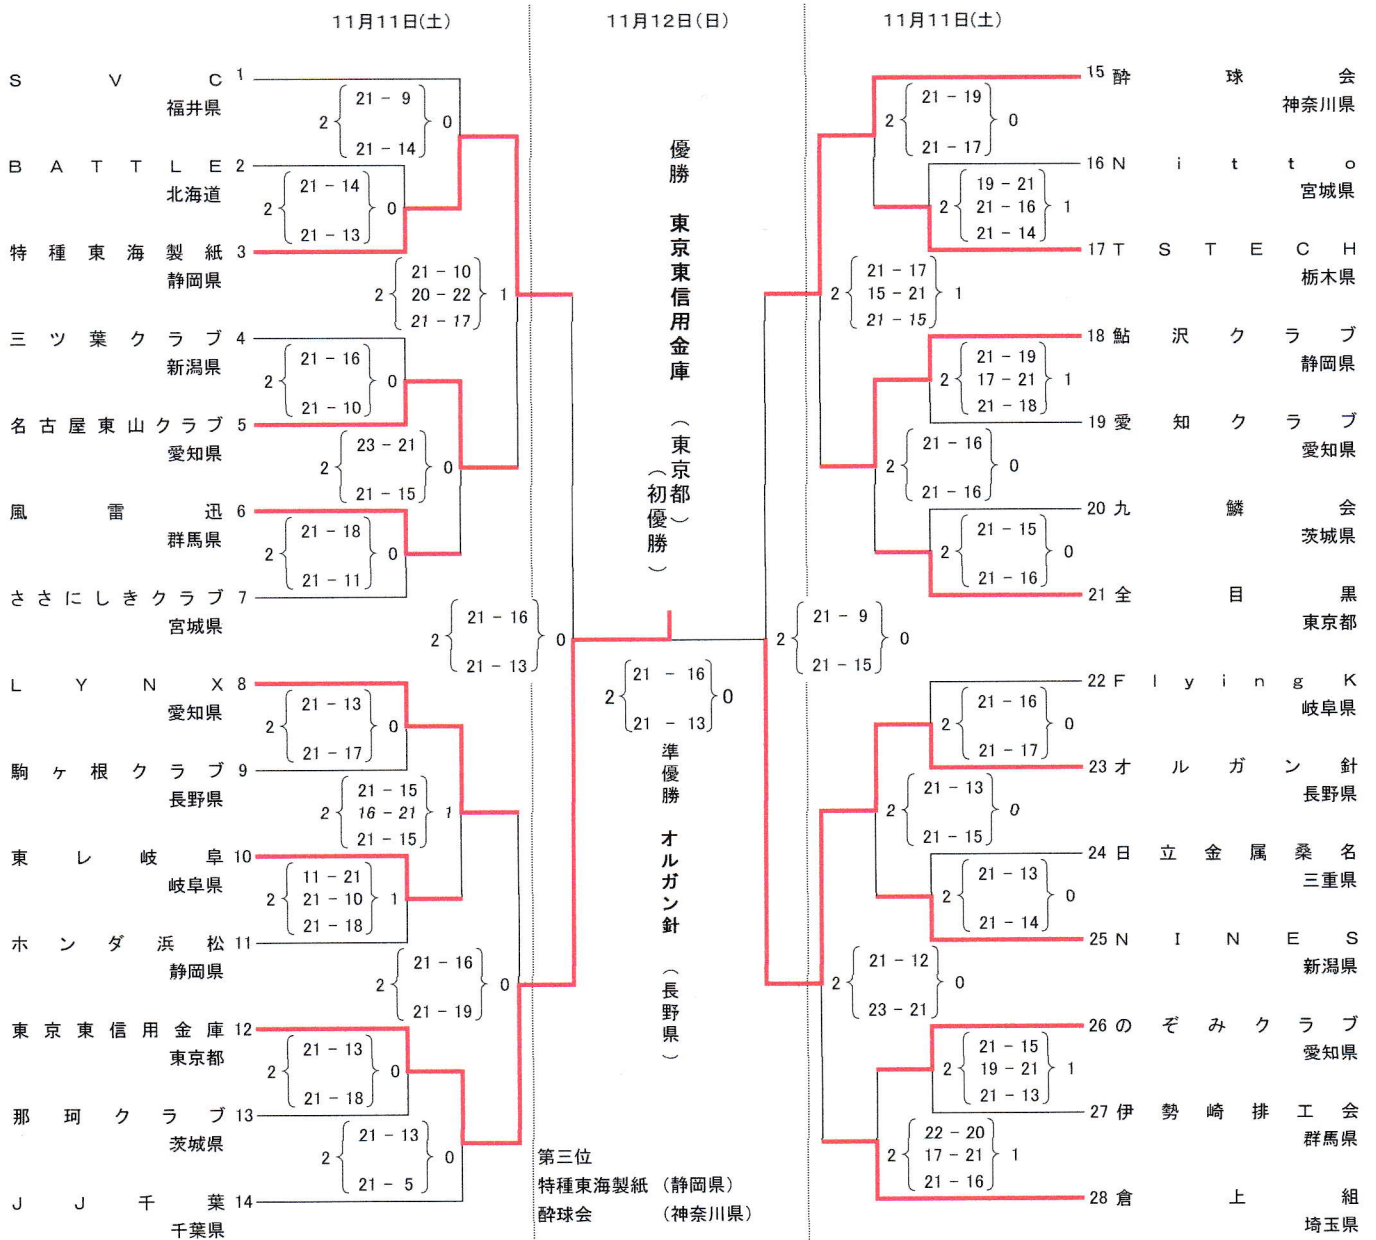 11月11日(土)
11月12日(日)
11月11日(土)
SVC 1
福井県
2 21 - 9 0
21 - 14
BATTLE 2
北海道
2 21 - 14 0
21 - 13
特種東海製紙 3
静岡県
2 21 - 10 1
20 - 22
21 - 17
三ツ葉クラブ 4
新潟県
2 21 - 16 0
21 - 10
名古屋東山クラブ 5
愛知県
2 23 - 21 0
21 - 15
風雷迅 6
群馬県
2 21 - 18 0
21 - 11
ささにしきクラブ 7
宮城県
2 21 - 16 0
21 - 13
LYNX 8
愛知県
2 21 - 13 0
21 - 17
駒ヶ根クラブ 9
長野県
2 21 - 15 1
16 - 21
21 - 15
東レ岐阜 10
岐阜県
2 11 - 21 1
21 - 10
21 - 18
ホンダ浜松 11
静岡県
2 21 - 16 0
21 - 19
東京東信用金庫 12
東京都
2 21 - 13 0
21 - 18
那珂クラブ 13
茨城県
2 21 - 13 0
21 - 5
JJ千葉 14
千葉県
優勝 東京東信用金庫 (東京都)
(初優勝)
2 21 - 16 0
21 - 13
準優勝 オルガン針 (長野県)
第三位
特種東海製紙 (静岡県)
酔球会 (神奈川県)
15 酔球会
神奈川県
2 21 - 19 0
21 - 17
16 Nitto
宮城県
2 19 - 21 1
21 - 16
21 - 14
17 TSTECH
栃木県
2 21 - 17 1
15 - 21
21 - 15
18 鮎沢クラブ
静岡県
2 21 - 19 1
17 - 21
21 - 18
19 愛知クラブ
愛知県
2 21 - 16 0
21 - 16
20 九鱗会
茨城県
2 21 - 15 0
21 - 16
21 全目黒
東京都
2 21 - 9 0
21 - 15
22 FlyingK
岐阜県
2 21 - 16 0
21 - 17
23 オルガン針
長野県
2 21 - 13 0
21 - 15
24 日立金属桑名
三重県
2 21 - 13 0
21 - 14
25 NINES
新潟県
2 21 - 12 0
23 - 21
26 のぞみクラブ
愛知県
2 21 - 15 1
19 - 21
21 - 13
27 伊勢崎排工会
群馬県
2 22 - 20 1
17 - 21
21 - 16
28 倉上組
埼玉県